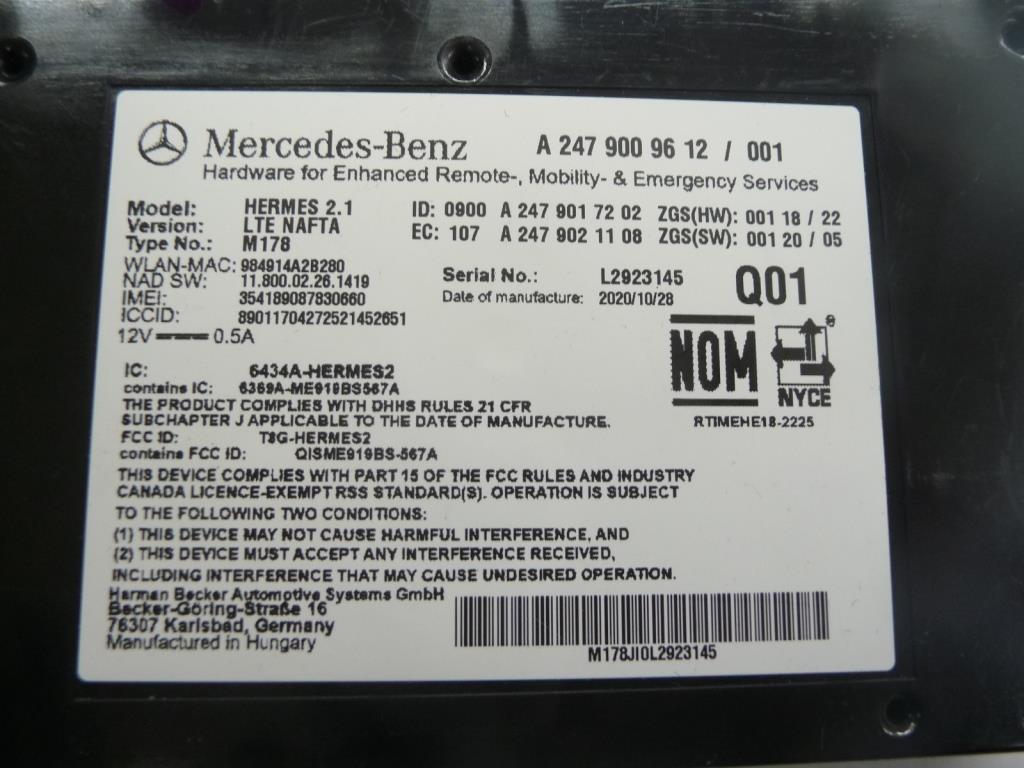 Mercedes-Benz A 247 900 96 12 / 001
Hardware for Enhanced Remote-, Mobility- & Emergency Services
Model: HERMES 2.1 ID: 0900 A 247 901 72 02 ZGS(HW): 001 18 / 22
Version: LTE NAFTA EC: 107 A 247 902 11 08 ZGS(SW): 001 20 / 05
Type No.: M178
WLAN-MAC: 984914A2B280
NAD SW: 11.800.02.26.1419
IMEI: 354189087830660
ICCID: 89011704272521452651
Serial No.: L2923145
Date of manufacture: 2020/10/28
Q01
12V 0.5A
NOM
NYCE
®
RTIMEHE18-2225
IC: 6434A-HERMES2
contains IC: 6369A-ME919BS567A
THE PRODUCT COMPLIES WITH DHHS RULES 21 CFR
SUBCHAPTER J APPLICABLE TO THE DATE OF MANUFACTURE.
FCC ID: T8G-HERMES2
contains FCC ID: QISME919BS-567A
THIS DEVICE COMPLIES WITH PART 15 OF THE FCC RULES AND INDUSTRY
CANADA LICENCE-EXEMPT RSS STANDARD(S). OPERATION IS SUBJECT
TO THE FOLLOWING TWO CONDITIONS:
(1) THIS DEVICE MAY NOT CAUSE HARMFUL INTERFERENCE, AND
(2) THIS DEVICE MUST ACCEPT ANY INTERFERENCE RECEIVED,
INCLUDING INTERFERENCE THAT MAY CAUSE UNDESIRED OPERATION.
Harman Becker Automotive Systems GmbH
Becker-Göring-Straße 16
76307 Karlsbad, Germany
Manufactured in Hungary
M178JI0L2923145